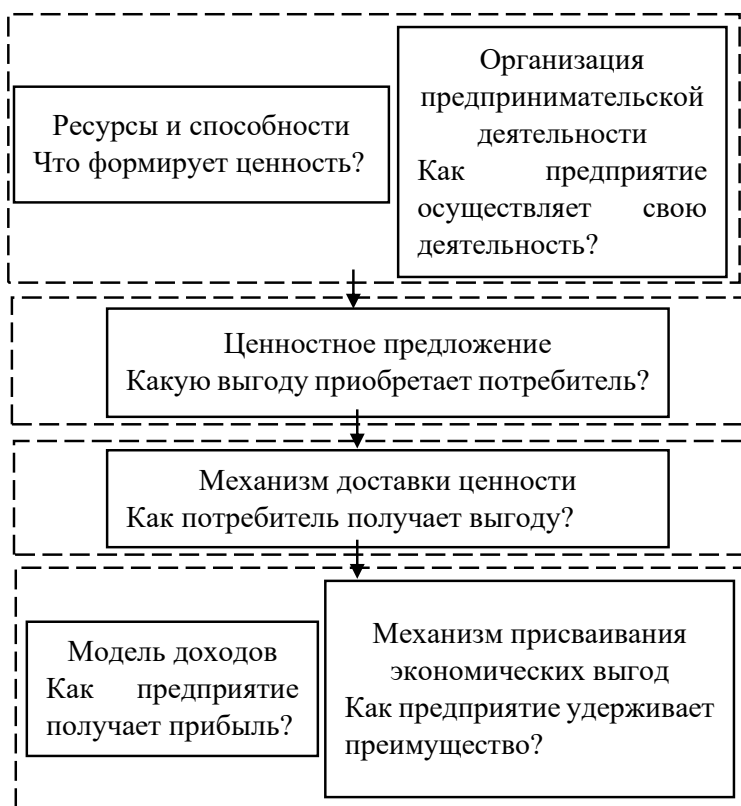 Ресурсы и способности
Что формирует ценность?
Организация
предпринимательской
деятельности
Как предприятие
осуществляет свою
деятельность?
Ценностное предложение
Какую выгоду приобретает потребитель?
Механизм доставки ценности
Как потребитель получает выгоду?
Модель доходов
Как предприятие
получает прибыль?
Механизм присваивания
экономических выгод
Как предприятие удерживает
преимущество?